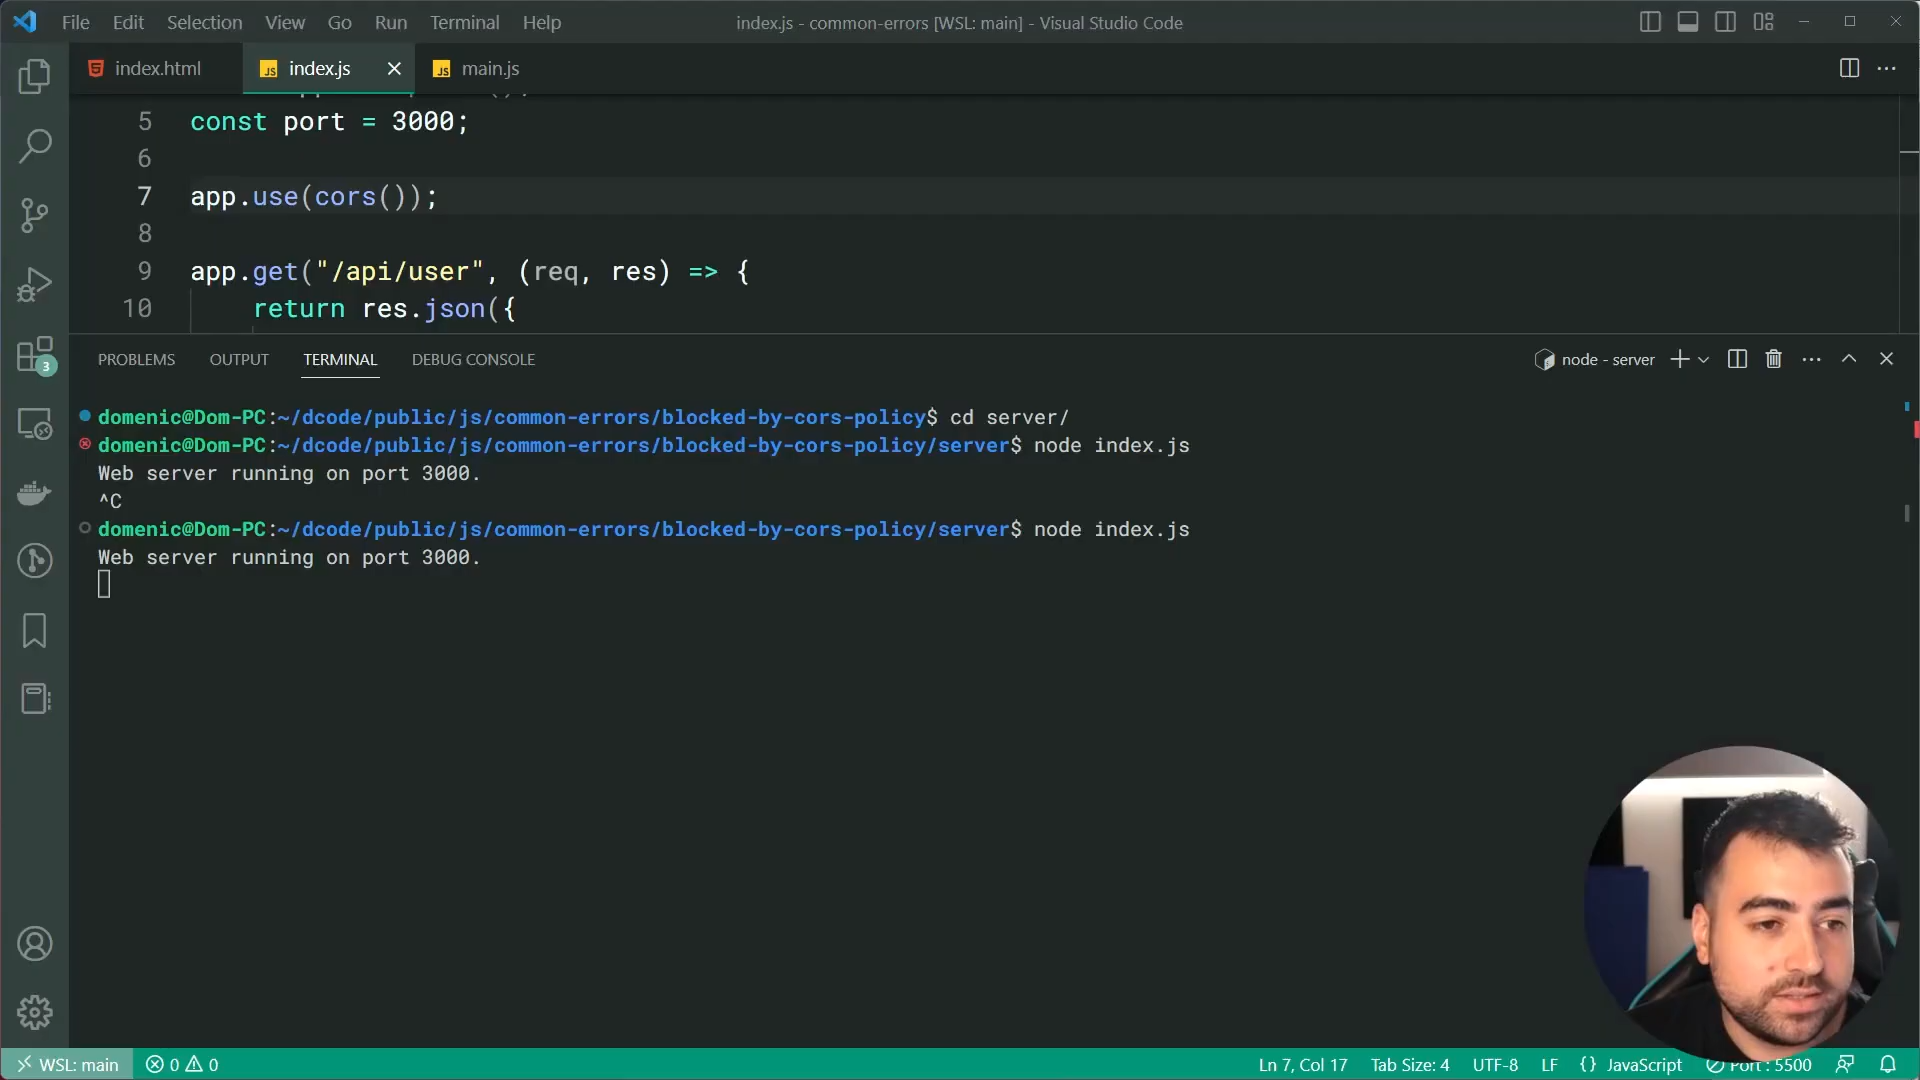 File Edit Selection View Go Run Terminal Help
index.js - common-errors [WSL: main] - Visual Studio Code
index.html
JS index.js
JS main.js
5 const port = 3000;
6
7 app.use(cors());
8
9 app.get("/api/user", (req, res) => {
10 return res.json({
3
PROBLEMS OUTPUT TERMINAL DEBUG CONSOLE
node - server
domenic@Dom-PC:~/dcode/public/js/common-errors/blocked-by-cors-policy$ cd server/
domenic@Dom-PC:~/dcode/public/js/common-errors/blocked-by-cors-policy/server$ node index.js
Web server running on port 3000.
^C
domenic@Dom-PC:~/dcode/public/js/common-errors/blocked-by-cors-policy/server$ node index.js
Web server running on port 3000.
WSL: main 0 0
Ln 7, Col 17 Tab Size: 4 UTF-8 LF {} JavaScript Port : 5500